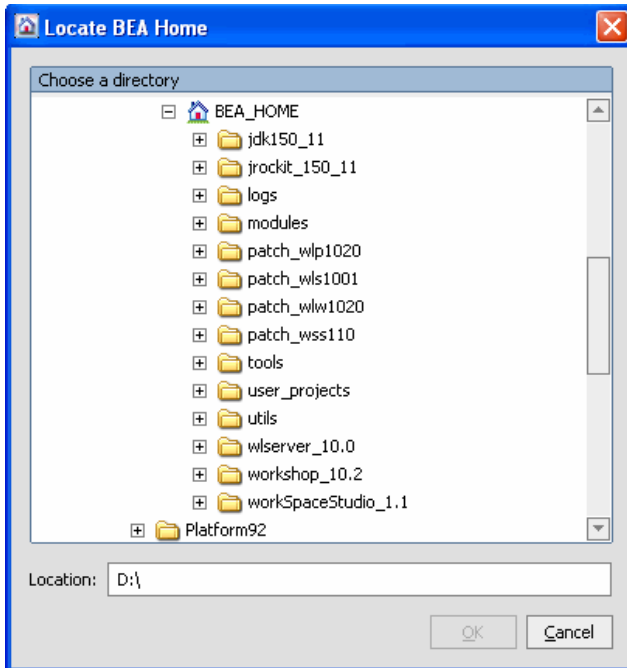 Locate BEA Home
Choose a directory
BEA_HOME
jdk150_11
jrockit_150_11
logs
modules
patch_wlp1020
patch_wls1001
patch_wlw1020
patch_wss110
tools
user_projects
utils
wlserver_10.0
workshop_10.2
workSpaceStudio_1.1
Platform92
Location: D:\
OK Cancel